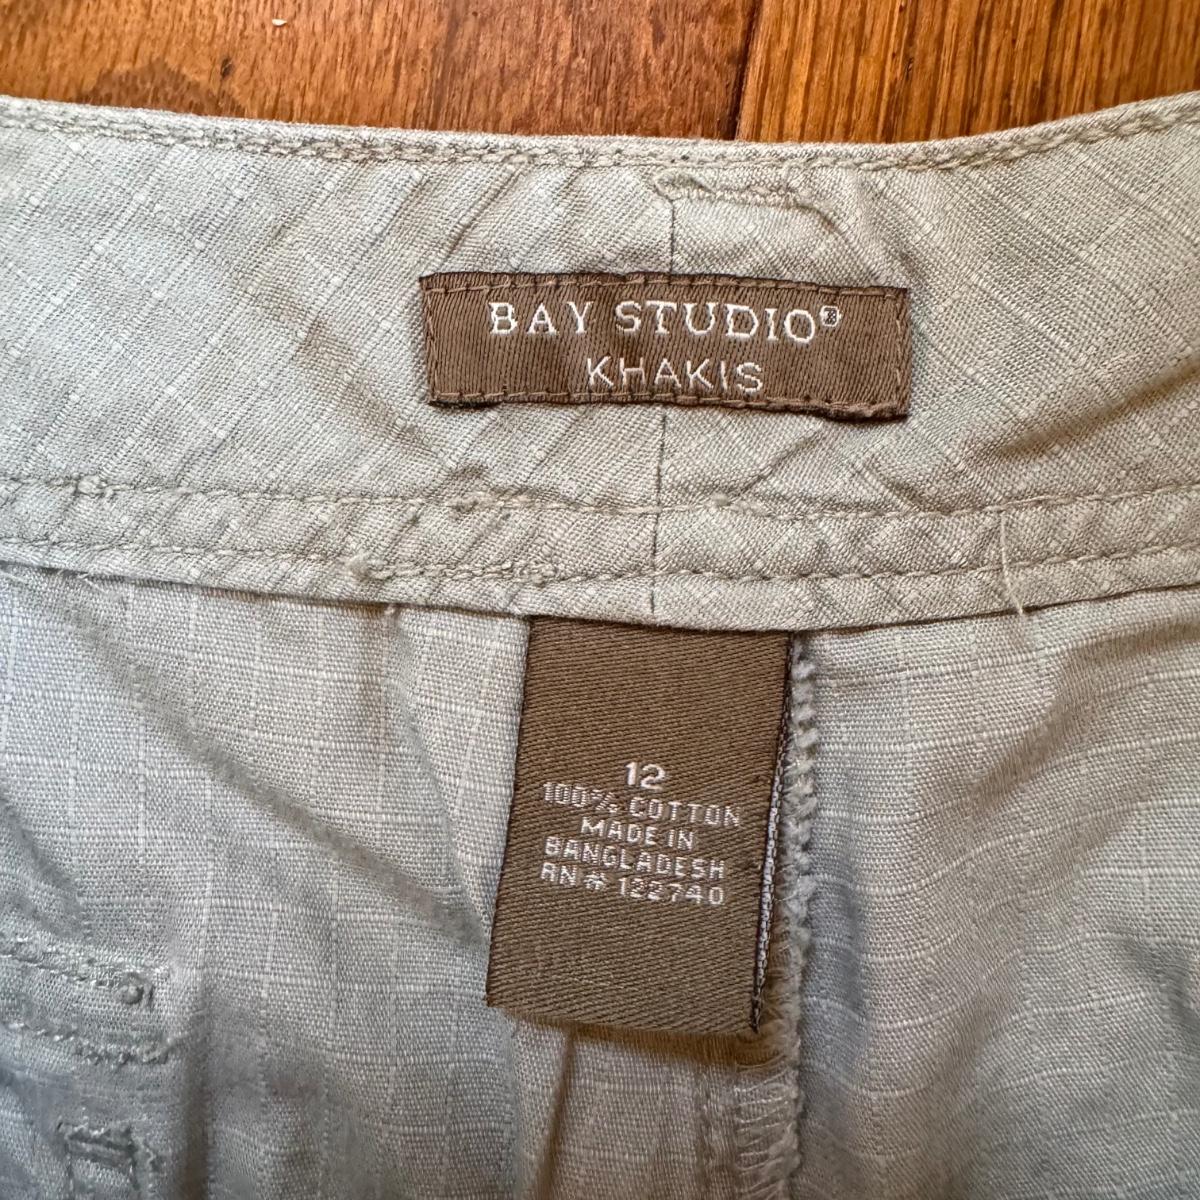 BAY STUDIO®
KHAKIS
12
100% COTTON
MADE IN
BANGLADESH
RN # 122740